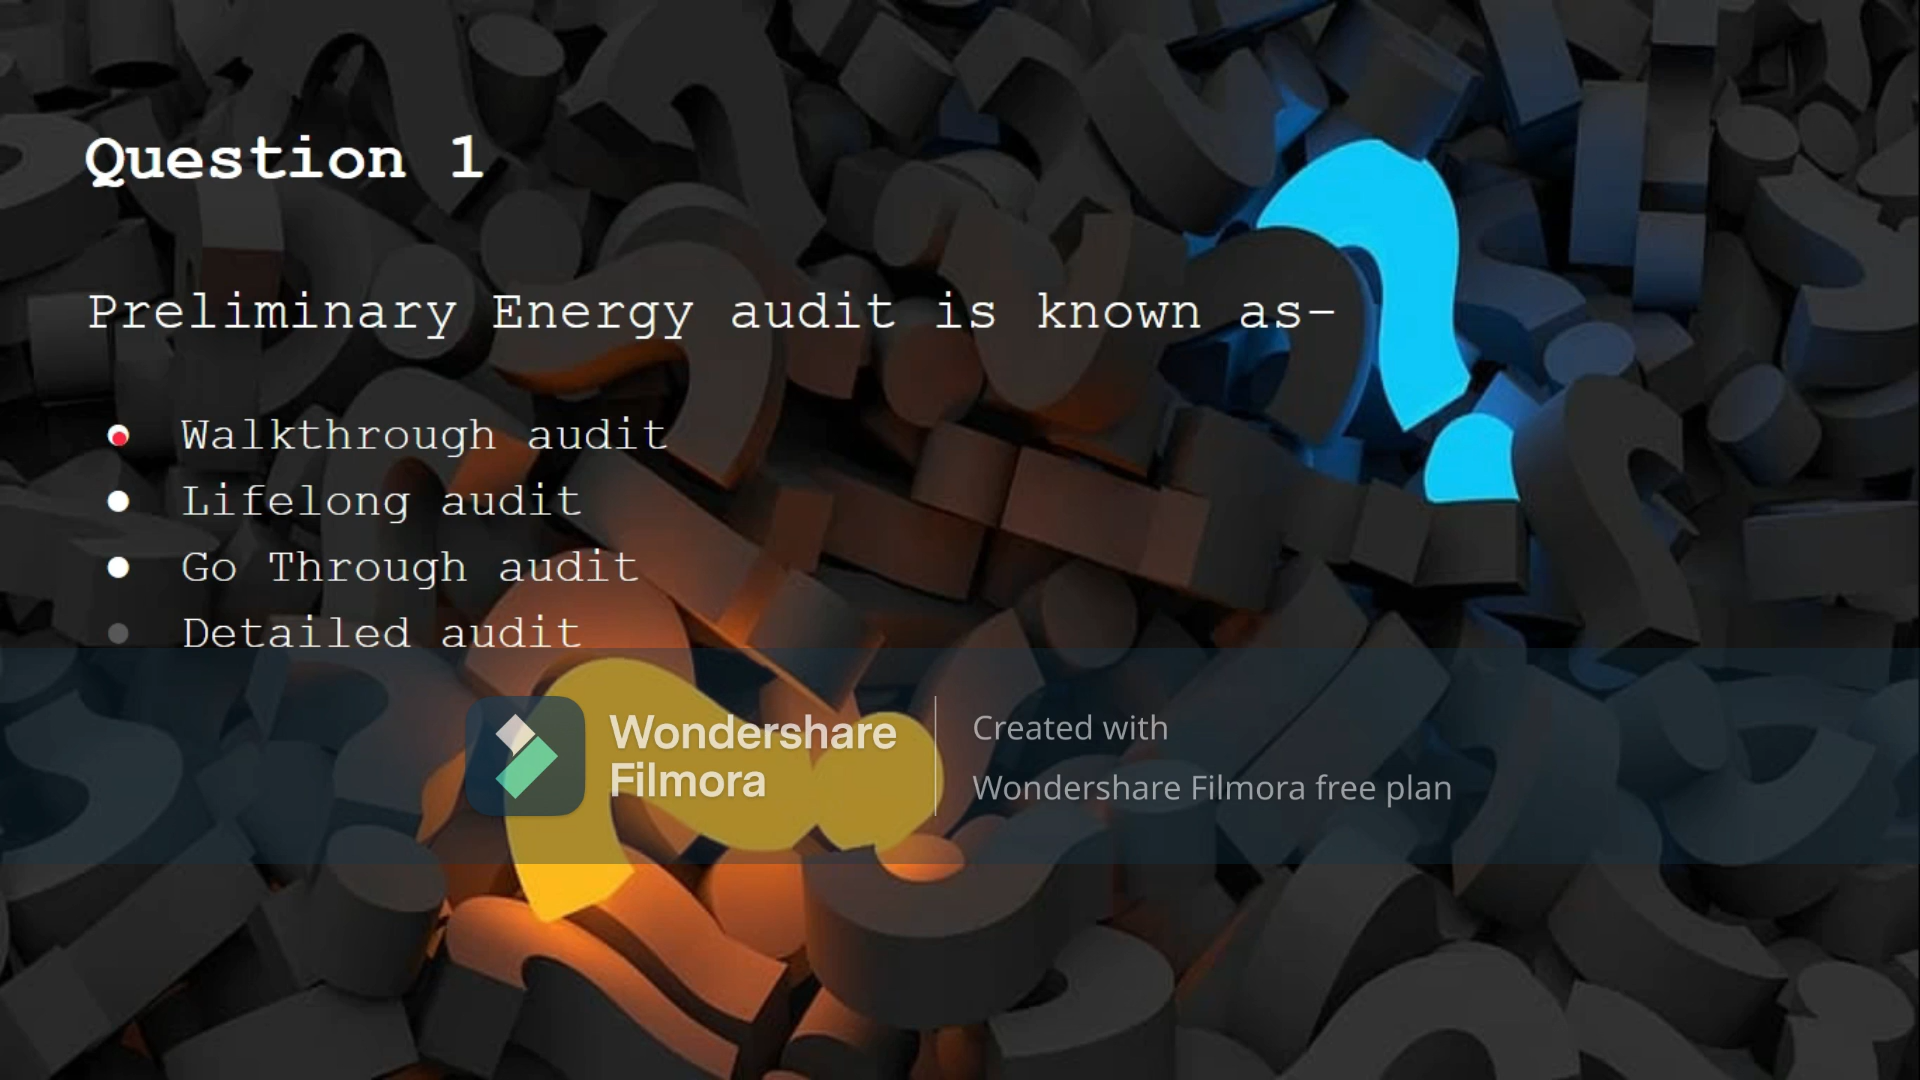 Question 1
Preliminary Energy audit is known as-
Walkthrough audit
Lifelong audit
Go Through audit
Detailed audit
Wondershare
Filmora
Created with
Wondershare Filmora free plan